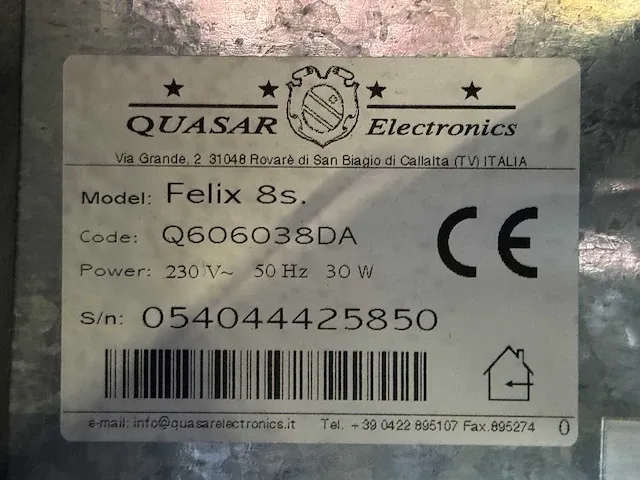 QUASAR Electronics
Via Grande, 2 31048 Rovarè di San Biagio di Callalta (TV) ITALIA
Model: Felix 8s.
Code: Q606038DA
Power: 230 V~ 50 Hz 30 W
CE
S/n: 054044425850
e-mail: info@quasarelectronics.it Tel. +39 0422 895107 Fax.895274 0